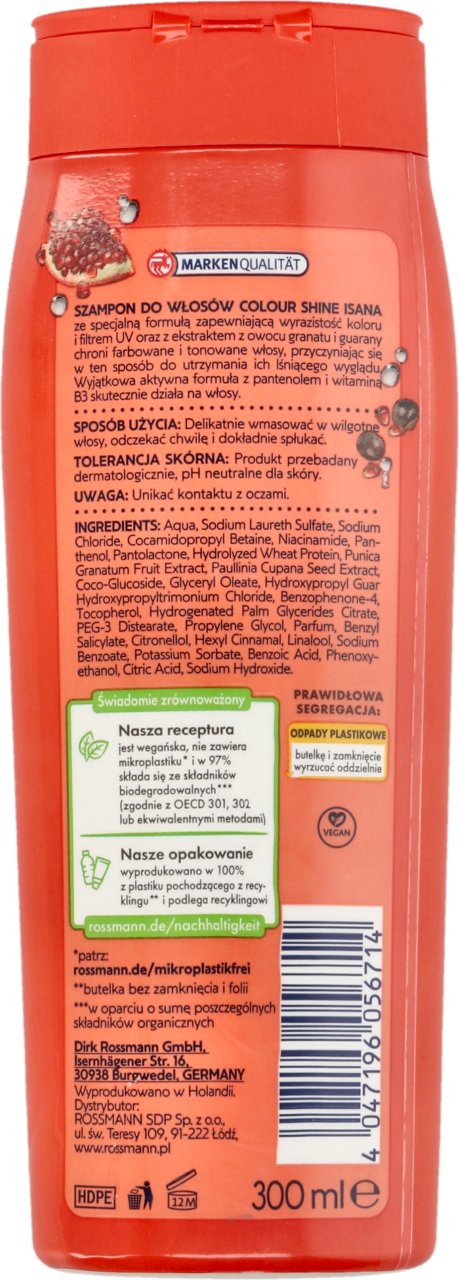 MARKENQUALITÄT
SZAMPON DO WŁOSÓW COLOUR SHINE ISANA
ze specjalną formułą zapewniającą wyrazistość koloru
i filtrem UV oraz z ekstraktem z owocu granatu i guarany
chroni farbowane i tonowane włosy, przyczyniając się
w ten sposób do utrzymania ich lśniącego wyglądu.
Wyjątkowa aktywna formuła z pantenolem i witaminą
B3 skutecznie działa na włosy.
SPOSÓB UŻYCIA: Delikatnie wmasować w wilgotne
włosy, odczekać chwilę i dokładnie spłukać.
TOLERANCJA SKÓRNA: Produkt przebadany
dermatologicznie, pH neutralne dla skóry.
UWAGA: Unikać kontaktu z oczami.
INGREDIENTS: Aqua, Sodium Laureth Sulfate, Sodium
Chloride, Cocamidopropyl Betaine, Niacinamide, Pan-
thenol, Pantolactone, Hydrolyzed Wheat Protein, Punica
Granatum Fruit Extract, Paullinia Cupana Seed Extract,
Coco-Glucoside, Glyceryl Oleate, Hydroxypropyl Guar
Hydroxypropyltrimonium Chloride, Benzophenone-4,
Tocopherol, Hydrogenated Palm Glycerides Citrate,
PEG-3 Distearate, Propylene Glycol, Parfum, Benzyl
Salicylate, Citronellol, Hexyl Cinnamal, Linalool, Sodium
Benzoate, Potassium Sorbate, Benzoic Acid, Phenoxy-
ethanol, Citric Acid, Sodium Hydroxide.
Świadomie zrównoważony
Nasza receptura
jest wegańska, nie zawiera
mikroplastiku* i w 97%
składa się ze składników
biodegradowalnych***
(zgodnie z OECD 301, 302
lub ekwiwalentnymi metodami)
Nasze opakowanie
wyprodukowano w 100%
z plastiku pochodzącego z recy-
klingu** i podlega recyklingowi
rossmann.de/nachhaltigkeit
PRAWIDŁOWA
SEGREGACJA:
ODPADY PLASTIKOWE
butelkę i zamknięcie
wyrzucać oddzielnie
VEGAN
*patrz:
rossmann.de/mikroplastikfrei
**butelka bez zamknięcia i folii
***w oparciu o sumę poszczególnych
składników organicznych
Dirk Rossmann GmbH,
Isernhägener Str. 16,
30938 Burgwedel, GERMANY
Wyprodukowano w Holandii.
Dystrybutor:
ROSSMANN SDP Sp. z o.o.,
ul. św. Teresy 109, 91-222 Łódź,
www.rossmann.pl
4 047196 056714
HDPE
12M
300 ml e